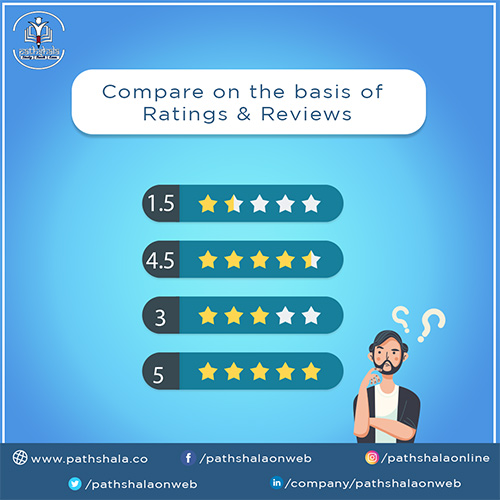 pathshala
Compare on the basis of
Ratings & Reviews
1.5
4.5
3
5
www.pathshala.co
/pathshalaonweb
/pathshalaonline
/pathshalaonweb
/company/pathshalaonweb